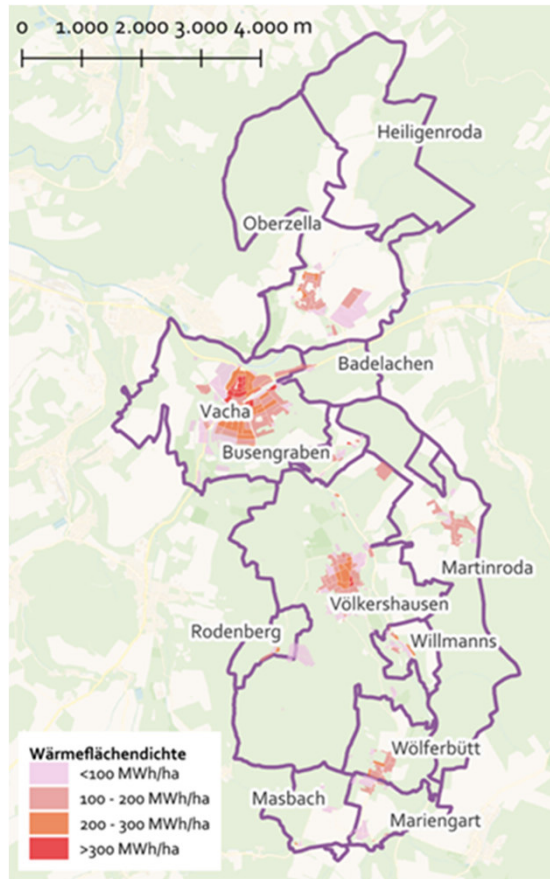 0 1.000 2.000 3.000 4.000 m
Heiligenroda
Oberzella
Badelachen
Vacha
Busengraben
Martinroda
Völkershausen
Rodenberg
Willmanns
Wölferbütt
Masbach
Mariengart
Wärmeflächendichte
<100 MWh/ha
100 - 200 MWh/ha
200 - 300 MWh/ha
>300 MWh/ha